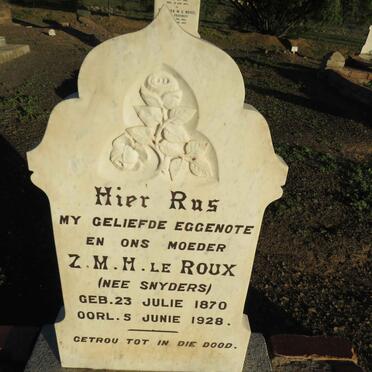 Hier Rus
MY GELIEFDE EGGENOTE
EN ONS MOEDER
Z.M.H. LE ROUX
(NEE SNYDERS)
GEB. 23 JULIE 1870
OORL. 5 JUNIE 1928.
GETROU TOT IN DIE DOOD.